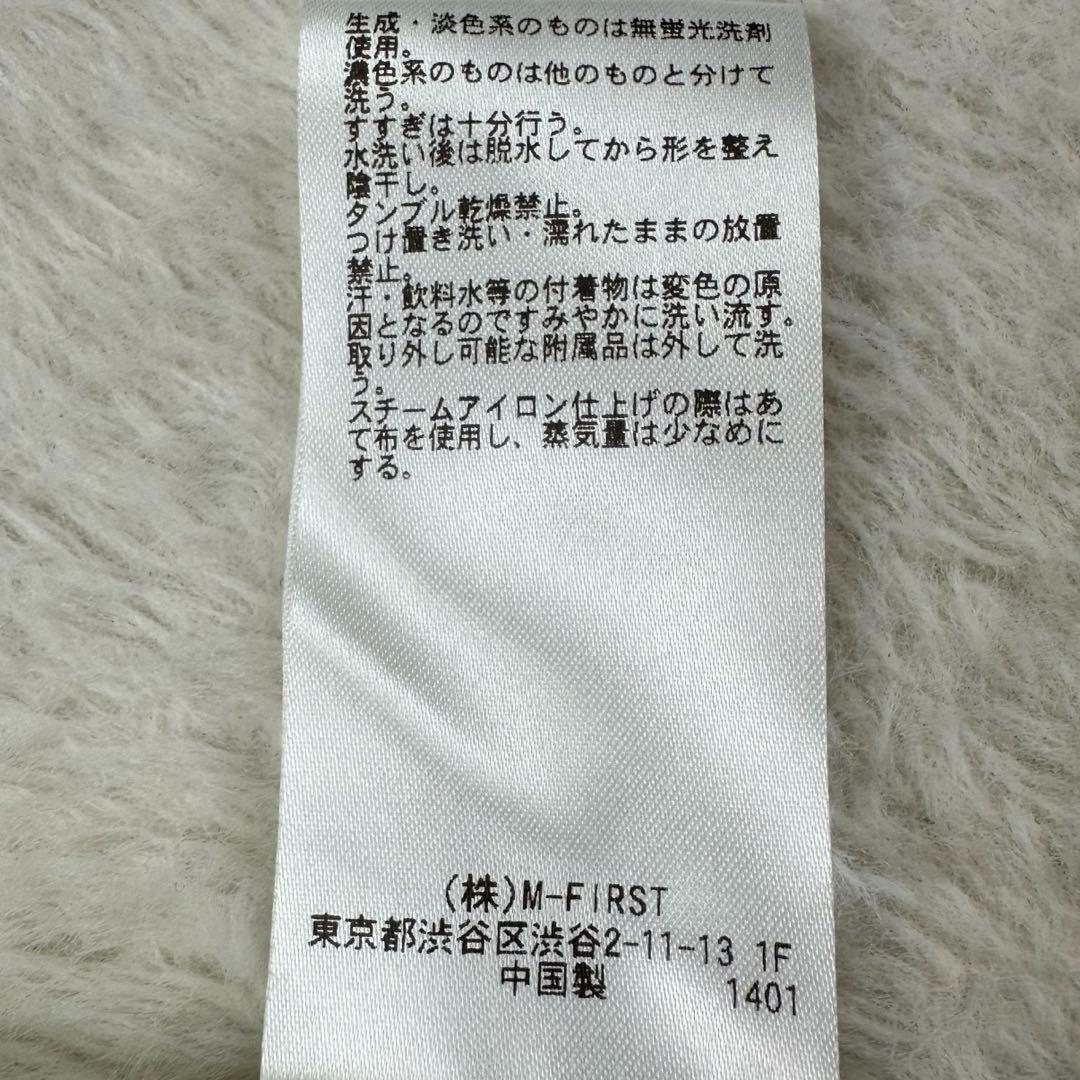 生成・淡色系のものは無蛍光洗剤
使用。
濃色系のものは他のものと分けて
洗う。
すすぎは十分行う。
水洗い後は脱水してから形を整え
陰干し。
タンブル乾燥禁止。
つけ置き洗い・濡れたままの放置
禁止。
汗・飲料水等の付着物は変色の原
因となるのですみやかに洗い流す。
取り外し可能な附属品は外して洗
う。
スチームアイロン仕上げの際はあ
て布を使用し、蒸気量は少なめに
する。
(株)M-FIRST
東京都渋谷区渋谷2-11-13 1F
中国製 1401